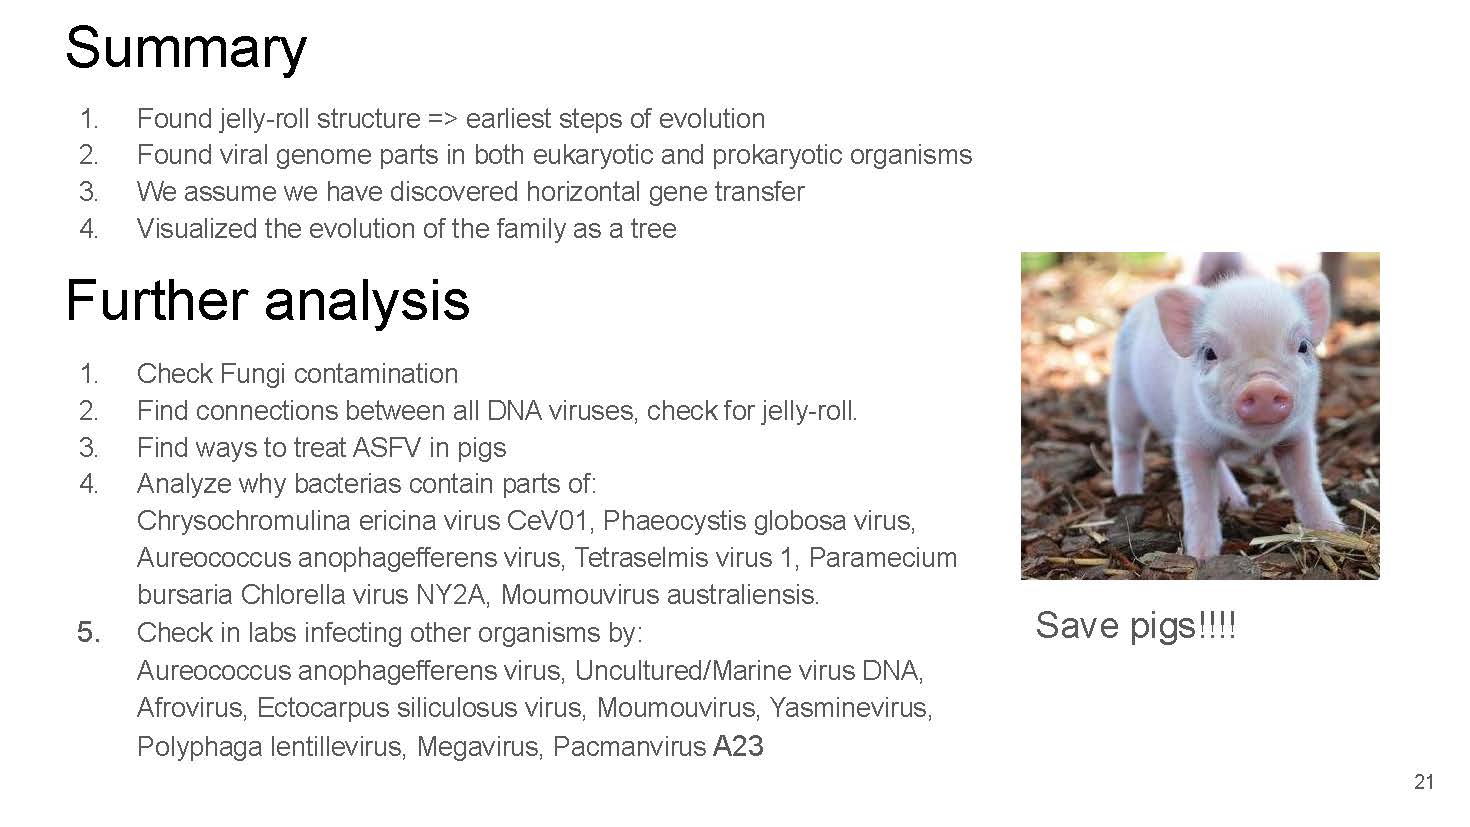 Summary
1. Found jelly-roll structure => earliest steps of evolution
2. Found viral genome parts in both eukaryotic and prokaryotic organisms
3. We assume we have discovered horizontal gene transfer
4. Visualized the evolution of the family as a tree
Further analysis
1. Check Fungi contamination
2. Find connections between all DNA viruses, check for jelly-roll.
3. Find ways to treat ASFV in pigs
4. Analyze why bacterias contain parts of:
Chrysochromulina ericina virus CeV01, Phaeocystis globosa virus,
Aureococcus anophagefferens virus, Tetraselmis virus 1, Paramecium
bursaria Chlorella virus NY2A, Moumouvirus australiensis.
5. Check in labs infecting other organisms by:
Aureococcus anophagefferens virus, Uncultured/Marine virus DNA,
Afrovirus, Ectocarpus siliculosus virus, Moumouvirus, Yasminevirus,
Polyphaga lentillevirus, Megavirus, Pacmanvirus A23
Save pigs!!!!
21